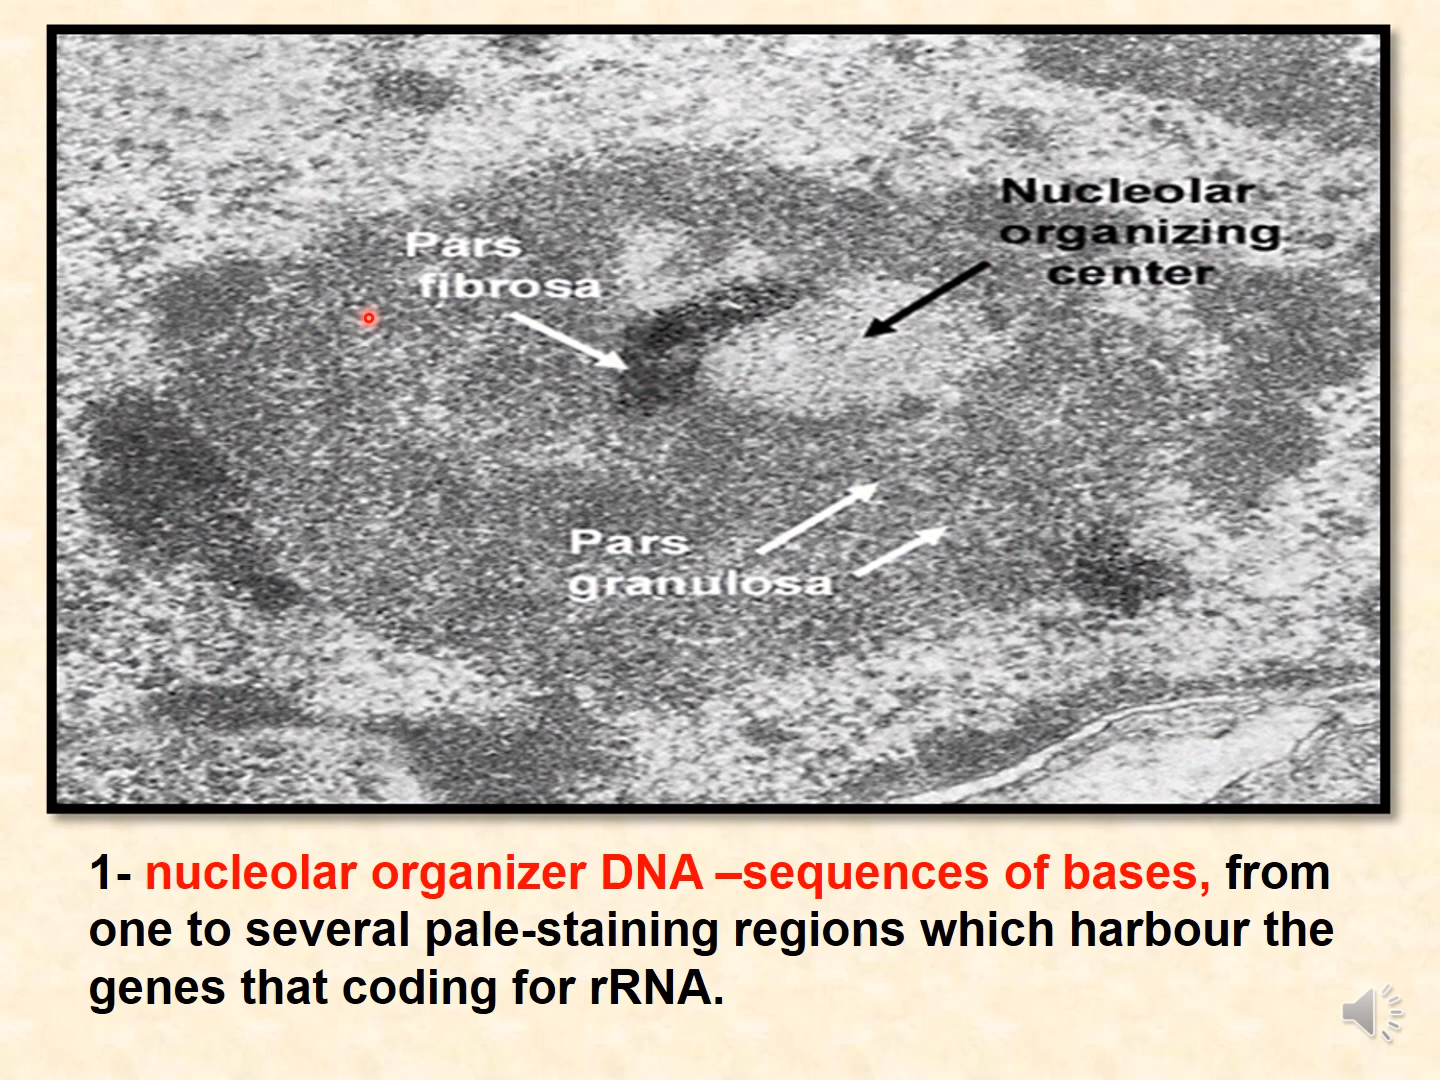 Nucleolar
organizing
center
Pars
fibrosa
Pars
granulosa
1- nucleolar organizer DNA –sequences of bases, from
one to several pale-staining regions which harbour the
genes that coding for rRNA.